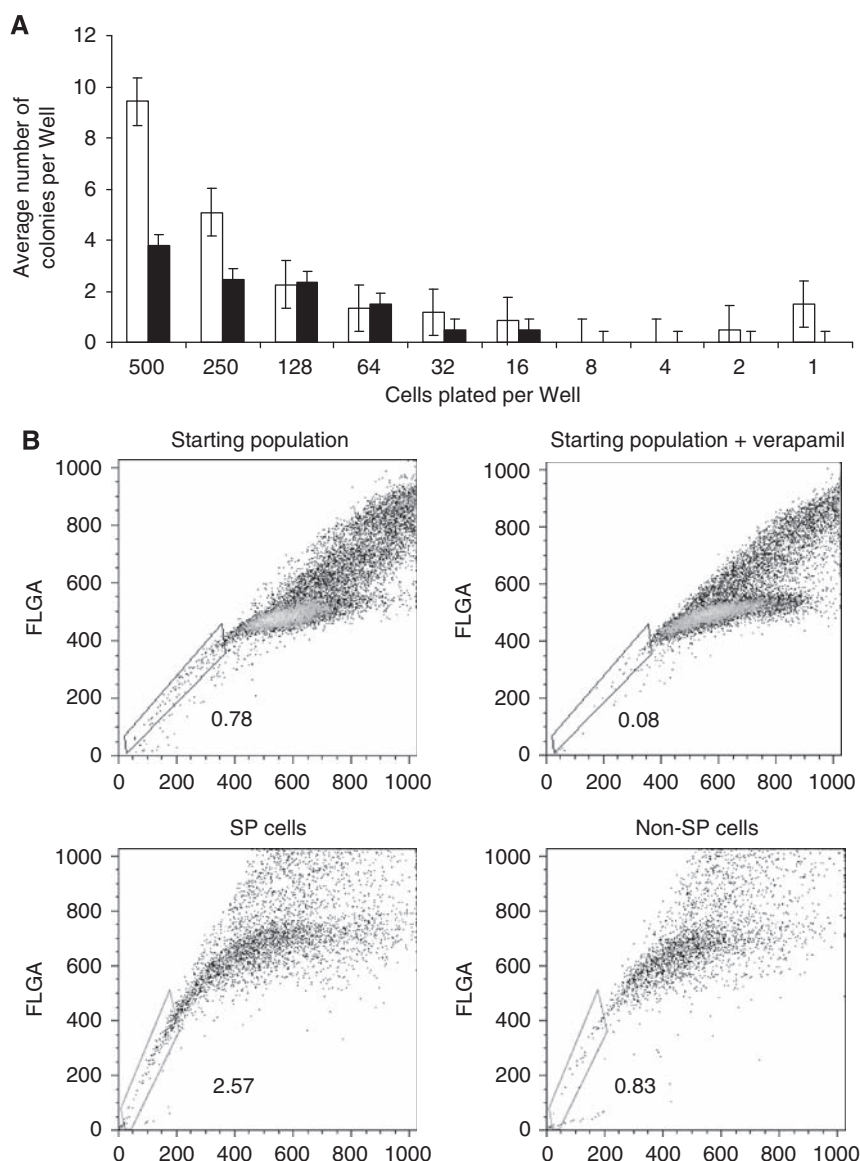 A
Average number of
colonies per Well
12
10
8
6
4
2
0
500 250 128 64 32 16 8 4 2 1
Cells plated per Well
B
Starting population
FLGA
1000
800
600
400
200
0
0.78
0 200 400 600 800 1000
Starting population + verapamil
FLGA
1000
800
600
400
200
0
0.08
0 200 400 600 800 1000
SP cells
FLGA
1000
800
600
400
200
0
2.57
0 200 400 600 800 1000
Non-SP cells
FLGA
1000
800
600
400
200
0
0.83
0 200 400 600 800 1000